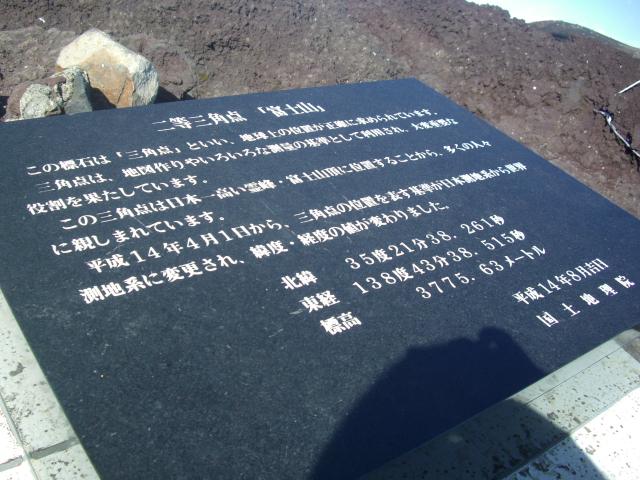 二等三角点 「富士山」
この標石は「三角点」といい、地球上の位置が正確に求められています。
三角点は、地図作りやいろいろな測量の基準として利用され、大変重要な
役割を果たしています。
この三角点は日本一高い霊峰・富士山頂に位置することから、多くの人々
に親しまれています。
平成14年4月1日から、三角点の位置を表す基準が日本測地系から世界
測地系に変更され、緯度・経度の値が変わりました。
北緯 35度21分38．261秒
東経 138度43分38．515秒
標高 3775．63メートル
平成14年8月吉日
国土地理院